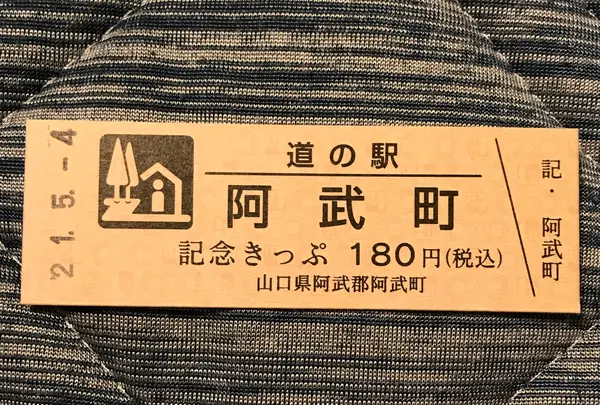 21.5.-4
道の駅
阿武町
記念きっぷ 180円(税込)
山口県阿武郡阿武町
記・阿武町